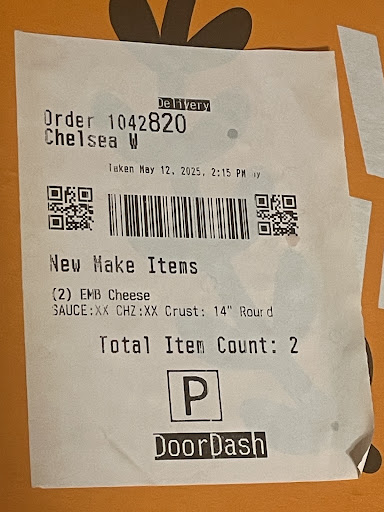 Delivery
Order 1042820
Chelsea W
Taken May 12, 2025, 2:15 PM
New Make Items
(2) EMB Cheese
SAUCE:XX CHZ:XX Crust: 14" Round
Total Item Count: 2
P
DoorDash